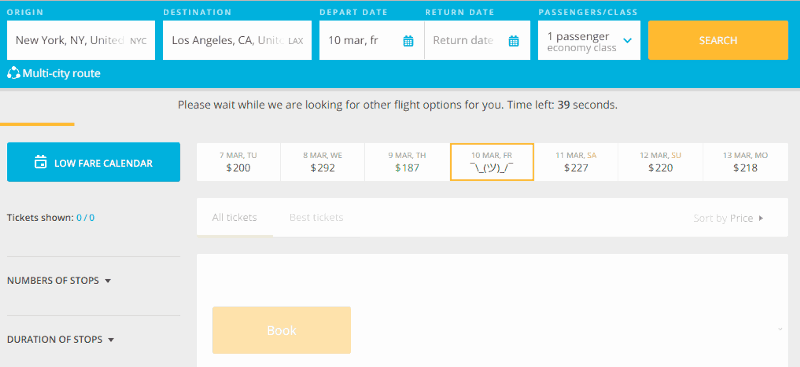 ORIGIN DESTINATION DEPART DATE RETURN DATE PASSENGERS/CLASS
New York, NY, United NYC Los Angeles, CA, Unit LAX 10 mar, fr Return date 1 passenger
economy class
SEARCH
Multi-city route
Please wait while we are looking for other flight options for you. Time left: 39 seconds.
LOW FARE CALENDAR
7 MAR, TU 8 MAR, WE 9 MAR, TH 10 MAR, FR 11 MAR, SA 12 MAR, SU 13 MAR, MO
$200 $292 $187 ¯\_(ツ)_/¯ $227 $220 $218
Tickets shown: 0 / 0
All tickets Best tickets Sort by Price
NUMBERS OF STOPS
Book
DURATION OF STOPS